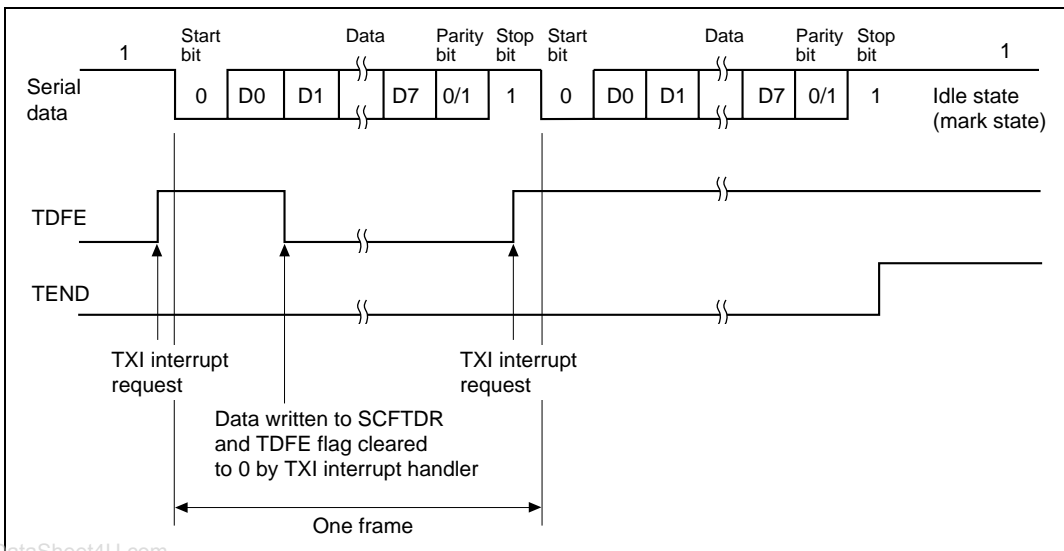 Start bit Data Parity bit Stop bit Start bit Data Parity bit Stop bit
1 1
Serial data 0 D0 D1 D7 0/1 1 0 D0 D1 D7 0/1 1 Idle state (mark state)
TDFE
TEND
TXI interrupt request
TXI interrupt request
Data written to SCFTDR
and TDFE flag cleared
to 0 by TXI interrupt handler
One frame
DataSheet4U.com